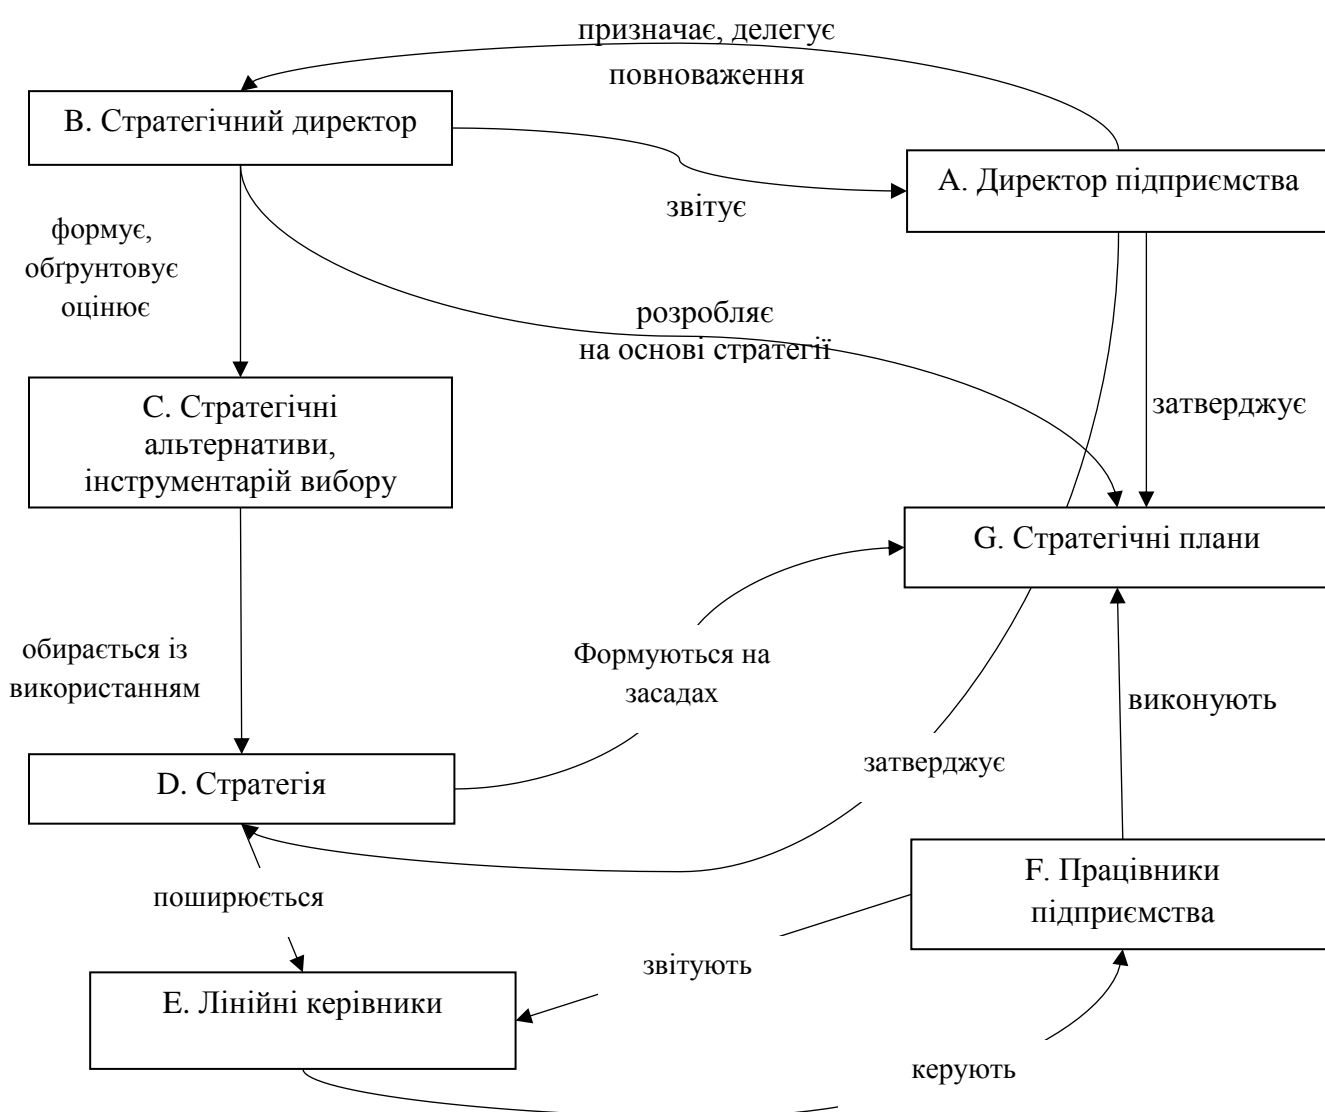 призначає, делегує
повноваження
B. Стратегічний директор
A. Директор підприємства
звітує
формує,
обґрунтовує
оцінює
розробляє
на основі стратегії
C. Стратегічні
альтернативи,
інструментарій вибору
затверджує
G. Стратегічні плани
обирається із
використанням
Формуються на
засадах
виконують
D. Стратегія
затверджує
F. Працівники
підприємства
поширюється
звітують
E. Лінійні керівники
керують